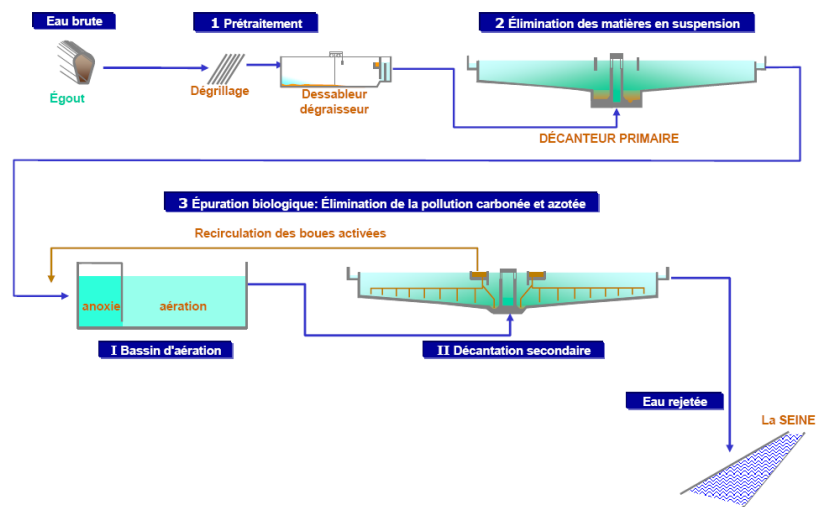 Eau brute
1 Prétraitement
2 Élimination des matières en suspension
Égout
Dégrillage
Dessableur
dégraisseur
DÉCANTEUR PRIMAIRE
3 Épuration biologique: Élimination de la pollution carbonée et azotée
Recirculation des boues activées
anoxie
aération
I Bassin d'aération
II Décantation secondaire
Eau rejetée
La SEINE